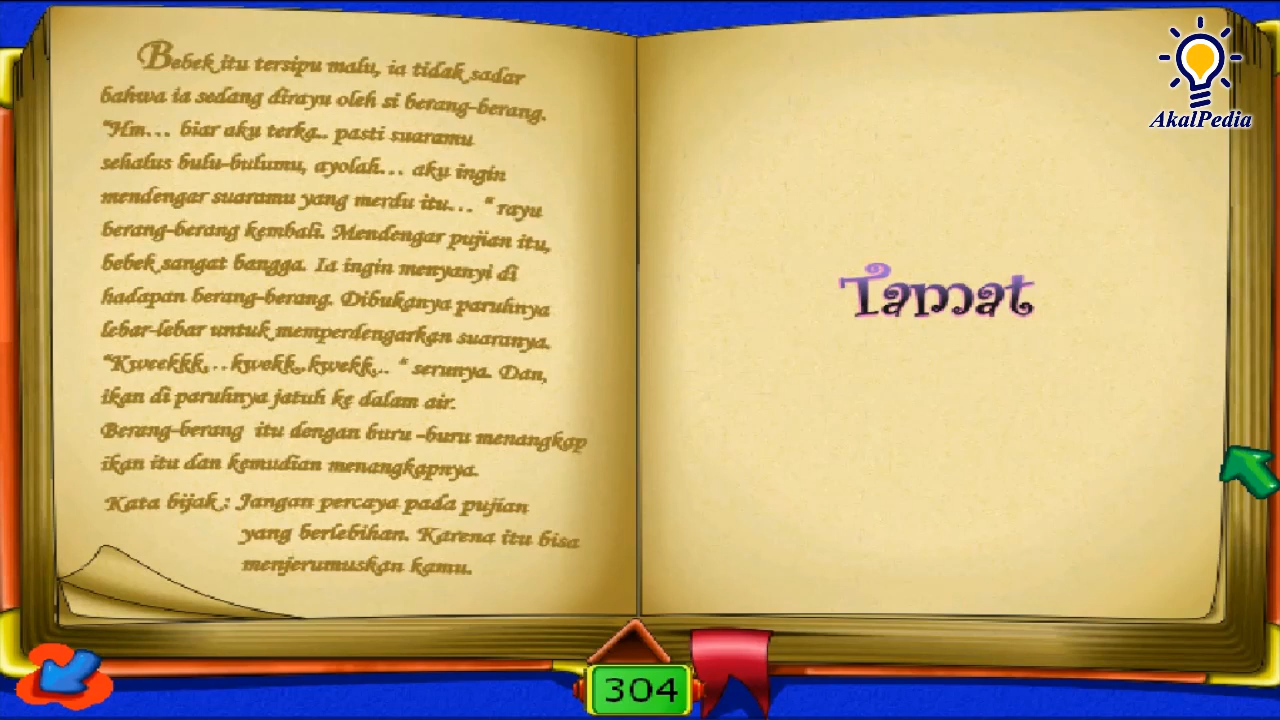 Bebek itu tersipu malu, ia tidak sadar
bahwa ia sedang dirayu oleh si berang-berang.
"Hm... biar aku terka.. pasti suaramu
sehalus bulu-bulumu, ayolah... aku ingin
mendengar suaramu yang merdu itu... " rayu
berang-berang kembali. Mendengar pujian itu,
bebek sangat bangga. Ia ingin menyanyi di
hadapan berang-berang. Dibukanya paruhnya
lebar-lebar untuk memperdengarkan suaranya.
"Kweekkk,..kwekk,.kwekk,.. " serunya. Dan,
ikan di paruhnya jatuh ke dalam air.
Berang-berang itu dengan buru -buru menangkap
ikan itu dan kemudian menangkapnya.
Kata bijak : Jangan percaya pada pujian
yang berlebihan. Karena itu bisa
menjerumuskan kamu.
Tamat
AkalPedia
304